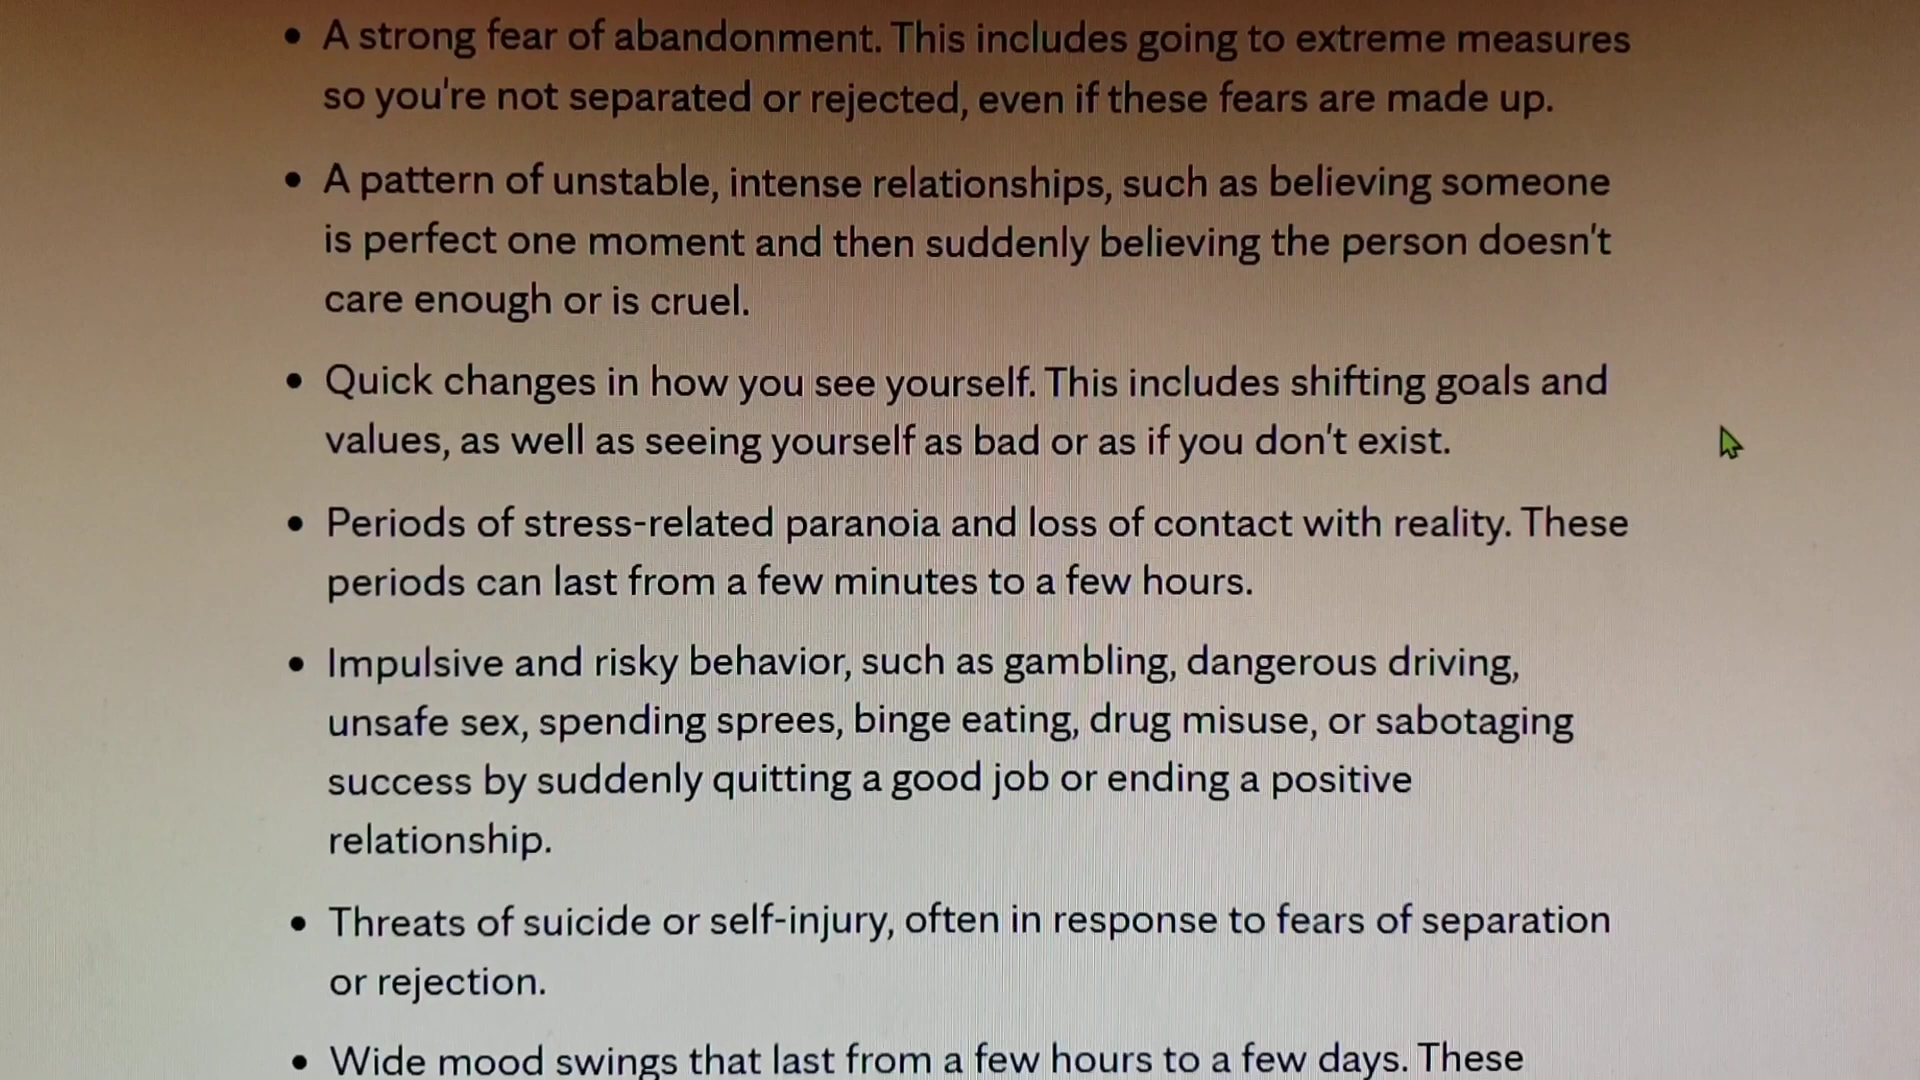 • A strong fear of abandonment. This includes going to extreme measures
so you're not separated or rejected, even if these fears are made up.
• A pattern of unstable, intense relationships, such as believing someone
is perfect one moment and then suddenly believing the person doesn't
care enough or is cruel.
• Quick changes in how you see yourself. This includes shifting goals and
values, as well as seeing yourself as bad or as if you don't exist.
• Periods of stress-related paranoia and loss of contact with reality. These
periods can last from a few minutes to a few hours.
• Impulsive and risky behavior, such as gambling, dangerous driving,
unsafe sex, spending sprees, binge eating, drug misuse, or sabotaging
success by suddenly quitting a good job or ending a positive
relationship.
• Threats of suicide or self-injury, often in response to fears of separation
or rejection.
• Wide mood swings that last from a few hours to a few days. These